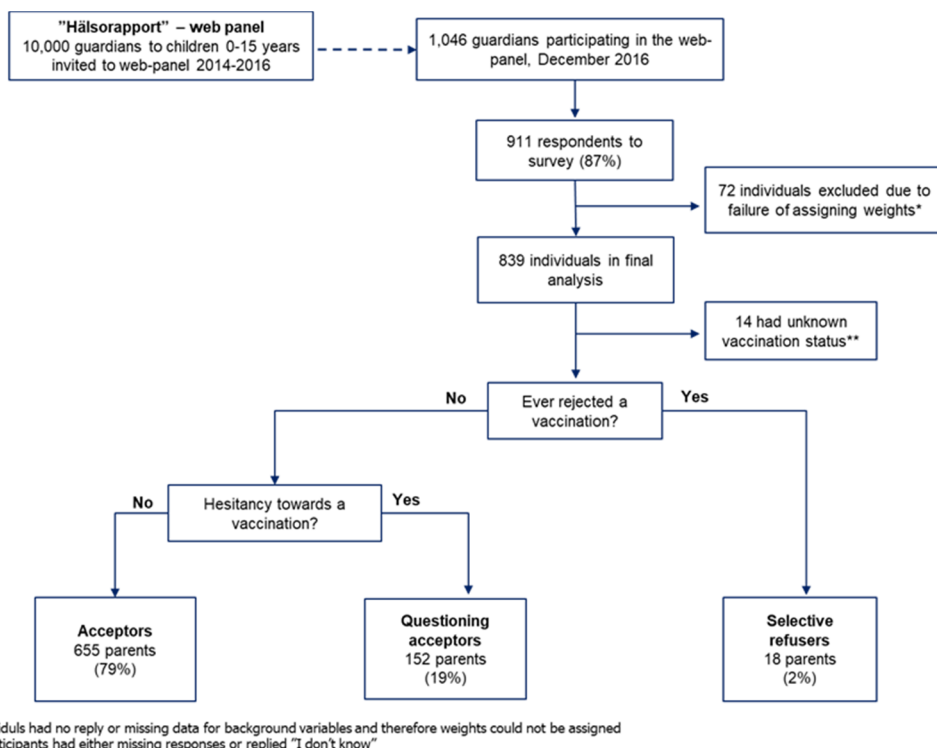 ”Hälsorapport” – web panel
10,000 guardians to children 0-15 years
invited to web-panel 2014-2016
1,046 guardians participating in the web-
panel, December 2016
911 respondents to
survey (87%)
72 individuals excluded due to
failure of assigning weights*
839 individuals in final
analysis
14 had unknown
vaccination status**
Ever rejected a
vaccination?
No
Yes
Hesitancy towards a
vaccination?
No
Yes
Acceptors
655 parents
(79%)
Questioning
acceptors
152 parents
(19%)
Selective
refusers
18 parents
(2%)
iduls had no reply or missing data for background variables and therefore weights could not be assigned
ticipants had either missing responses or replied ”I don’t know”